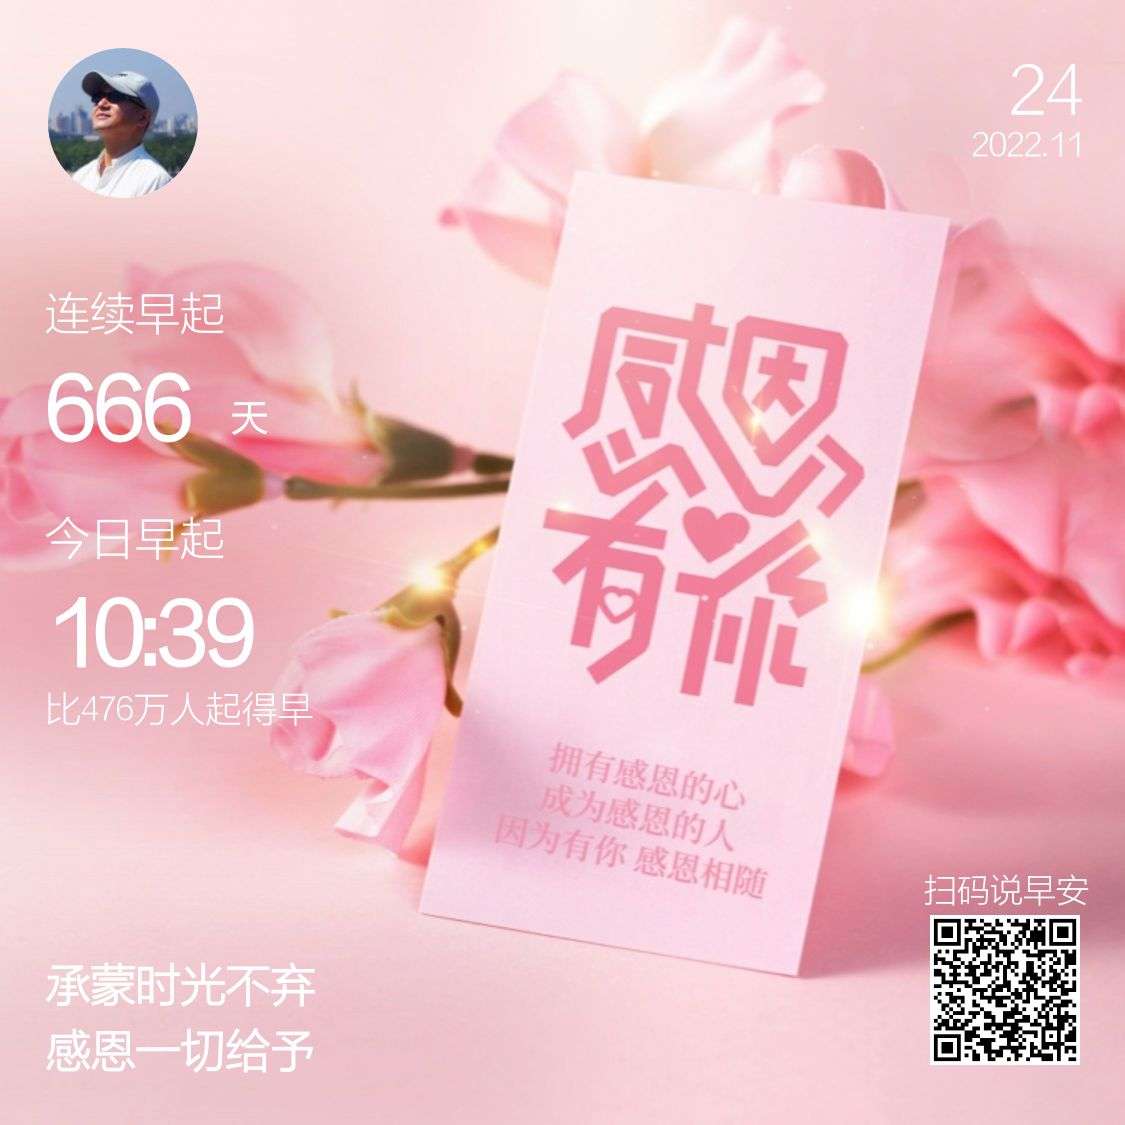 24
2022.11
连续早起
666 天
今日早起
10:39
比476万人起得早
感恩
有你
拥有感恩的心
成为感恩的人
因为有你 感恩相随
扫码说早安
承蒙时光不弃
感恩一切给予